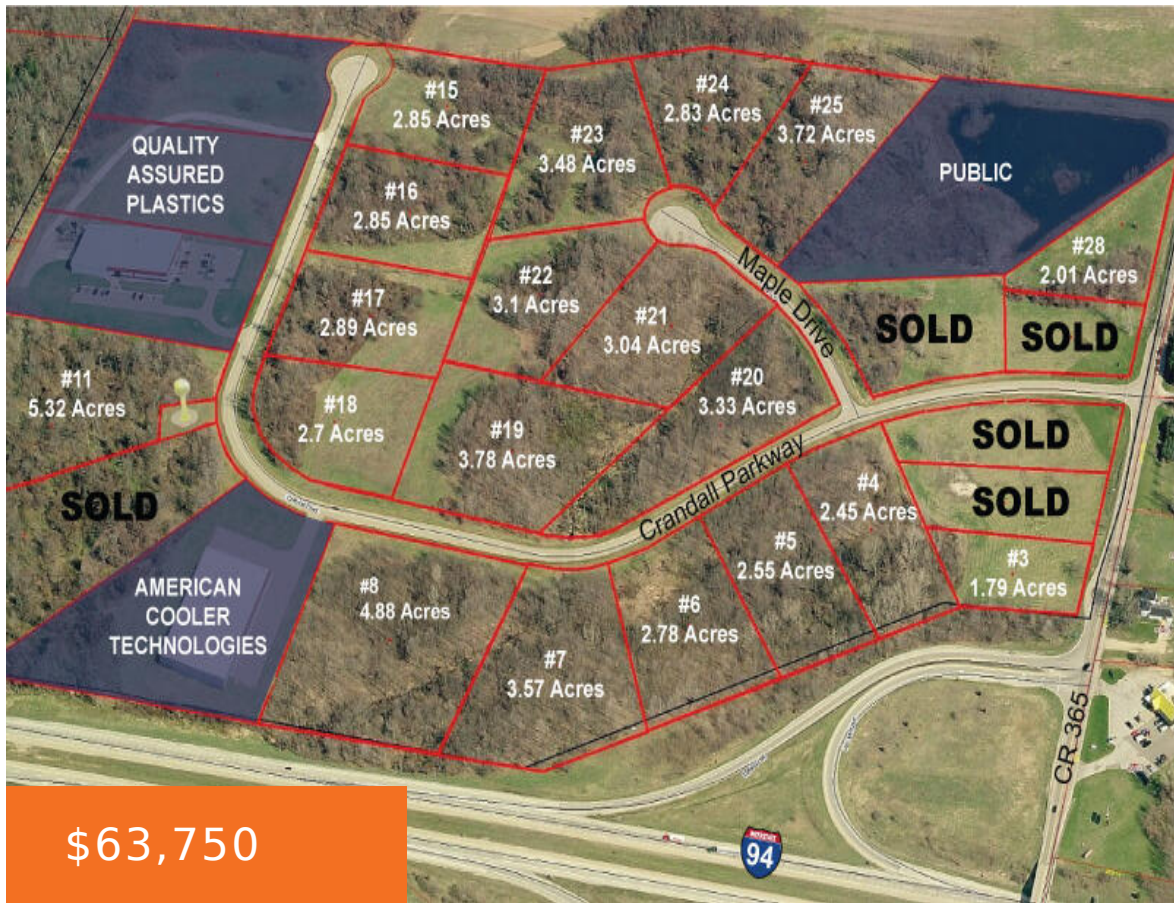 #15
2.85 Acres
#24
2.83 Acres
#25
3.72 Acres
#23
3.48 Acres
QUALITY
ASSURED
PLASTICS
PUBLIC
#16
2.85 Acres
#28
2.01 Acres
#22
3.1 Acres
Maple Drive
#17
2.89 Acres
#21
3.04 Acres
SOLD
SOLD
#11
5.32 Acres
#20
3.33 Acres
#18
2.7 Acres
#19
3.78 Acres
SOLD
SOLD
Crandall Parkway
#4
2.45 Acres
SOLD
#5
2.55 Acres
#3
1.79 Acres
AMERICAN
COOLER
TECHNOLOGIES
#8
4.88 Acres
#6
2.78 Acres
#7
3.57 Acres
CR 365
$63,750
INTERSTATE
94